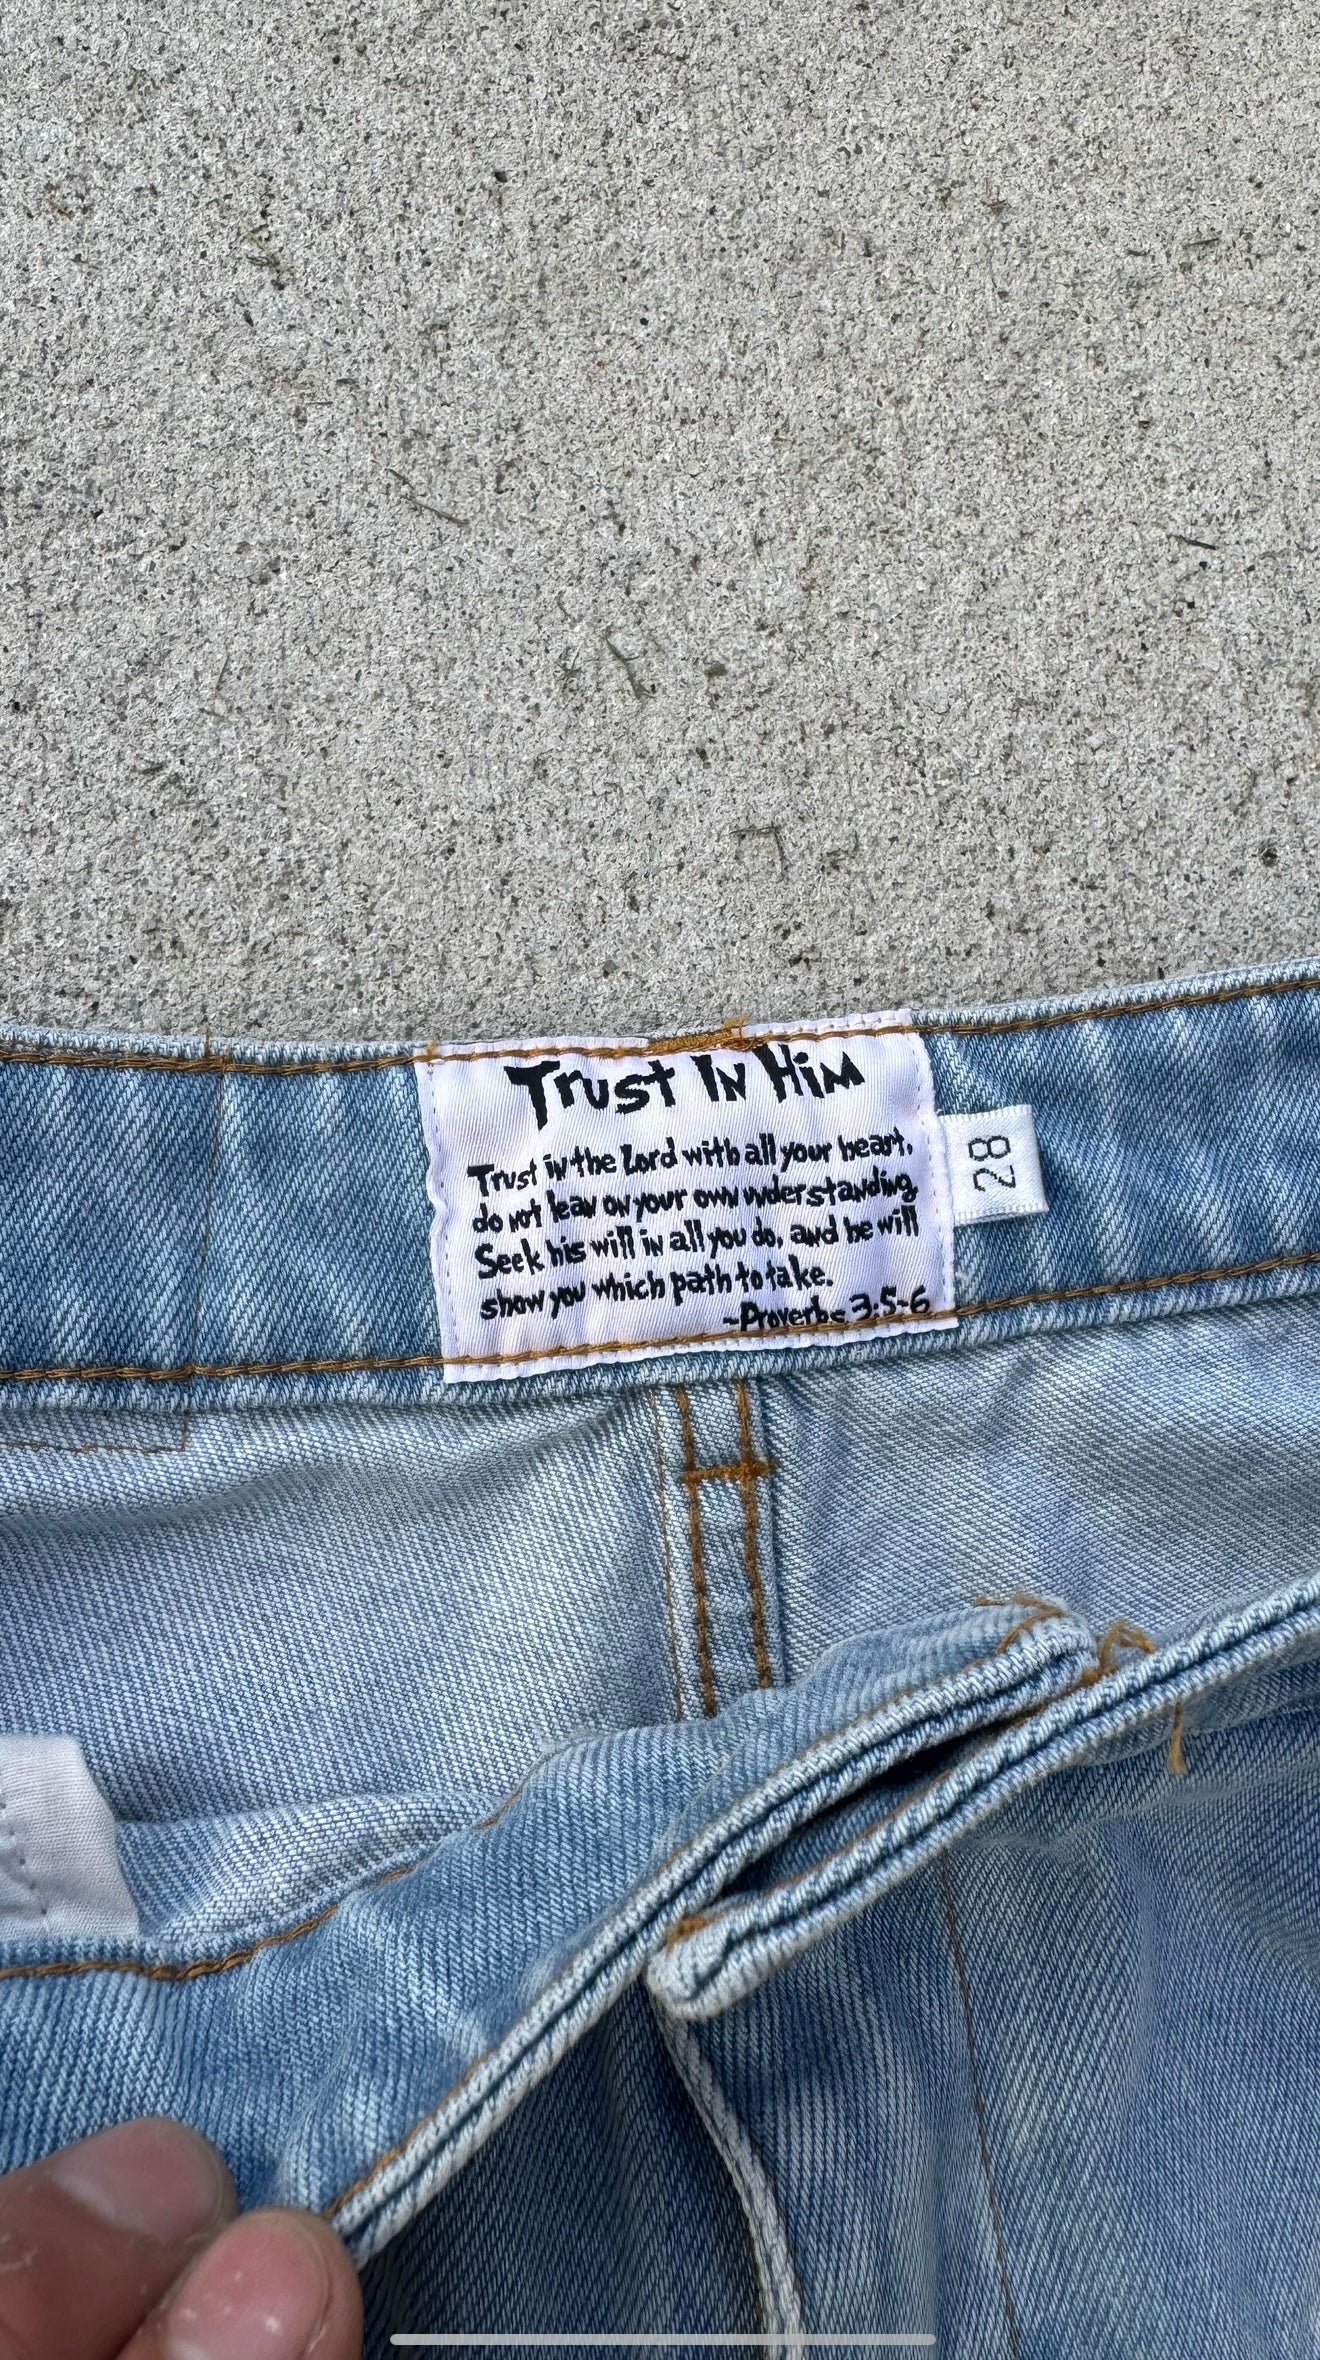 Trust In Him
Trust in the Lord with all your heart,
do not lean on your own understanding
Seek his will in all you do, and he will
show you which path to take.
~Proverbs 3:5-6
28